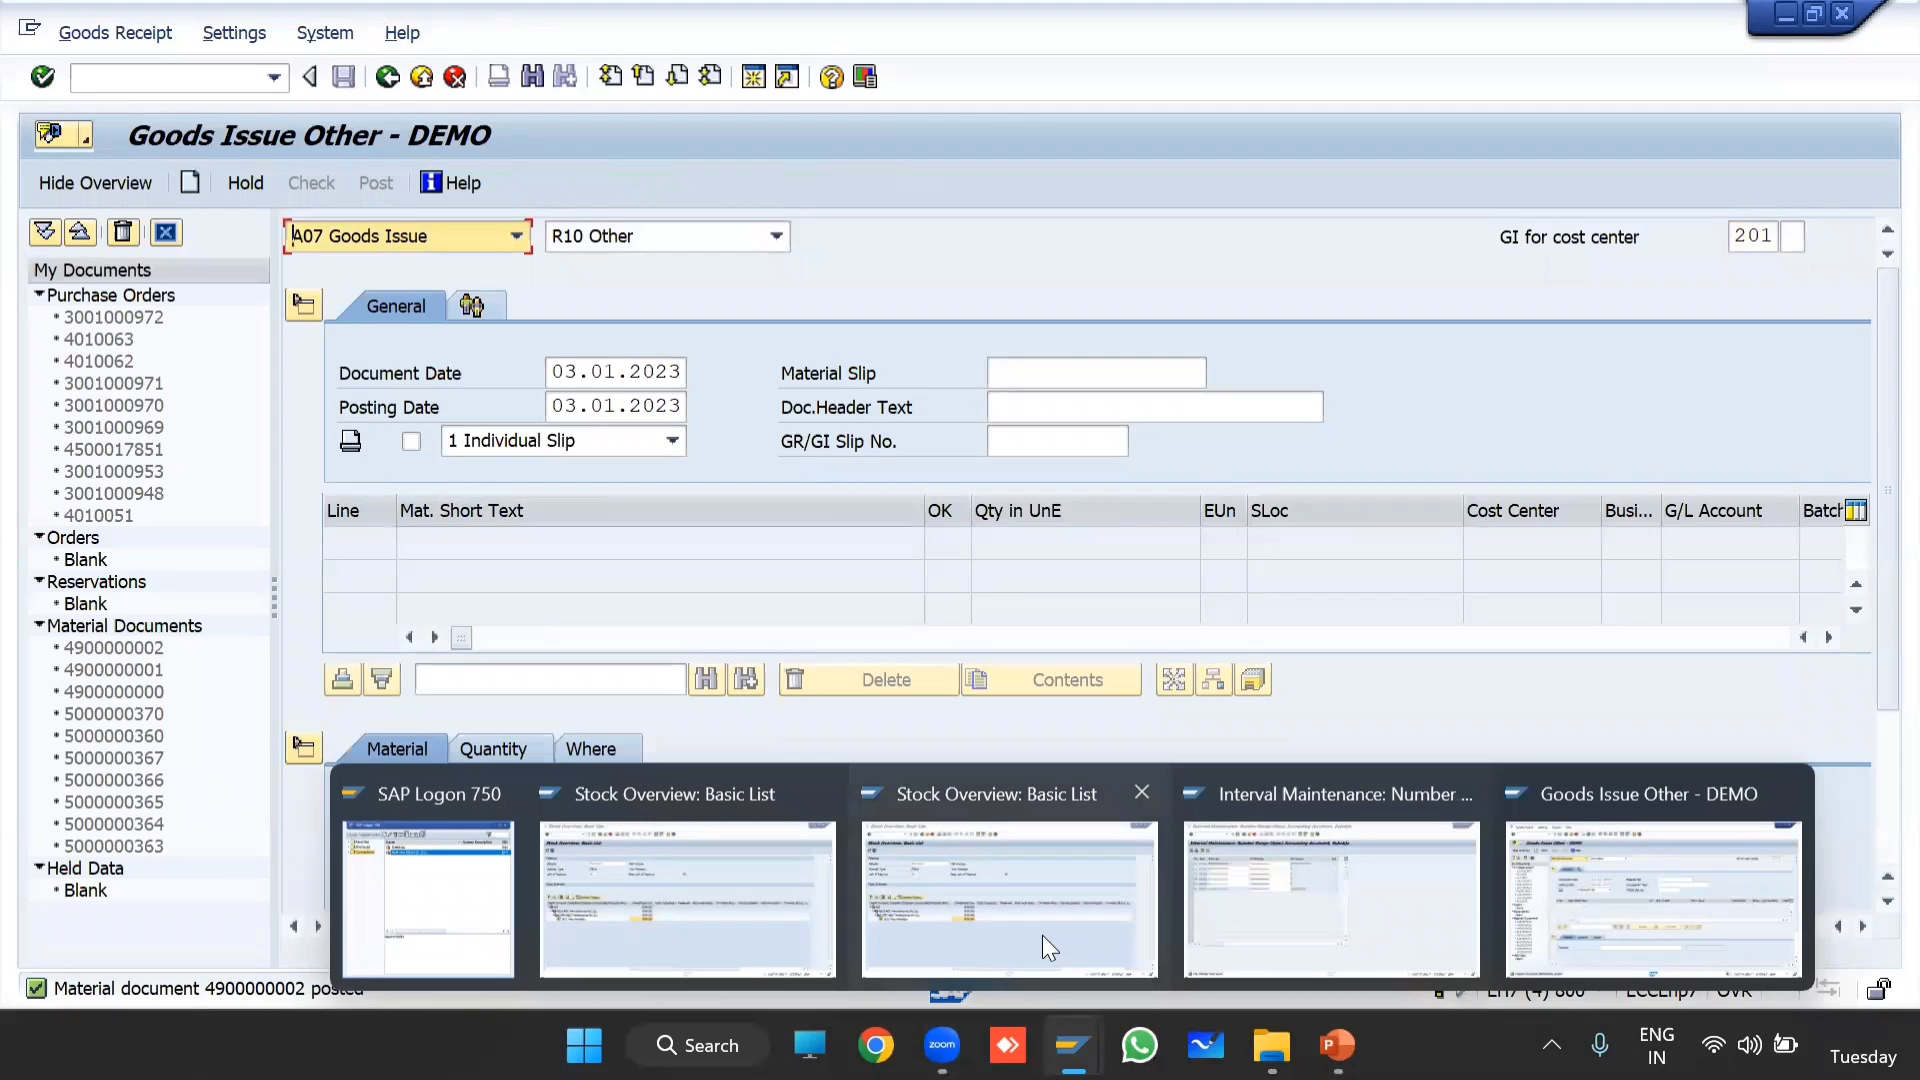 Goods Receipt Settings System Help
Goods Issue Other - DEMO
Hide Overview Hold Check Post Help
A07 Goods Issue R10 Other GI for cost center 201
My Documents
Purchase Orders
3001000972
4010063
4010062
3001000971
3001000970
3001000969
4500017851
3001000953
3001000948
4010051
Orders
Blank
Reservations
Blank
Material Documents
4900000002
4900000001
4900000000
5000000370
5000000360
5000000367
5000000366
5000000365
5000000364
5000000363
Held Data
Blank
General
Document Date 03.01.2023 Material Slip
Posting Date 03.01.2023 Doc.Header Text
1 Individual Slip GR/GI Slip No.
Line Mat. Short Text OK Qty in UnE EUn SLoc Cost Center Busi... G/L Account Batch
Delete Contents
Material Quantity Where
SAP Logon 750 Stock Overview: Basic List Stock Overview: Basic List Interval Maintenance: Number ... Goods Issue Other - DEMO
Material document 4900000002 posted
Search
ENG
IN
Tuesday